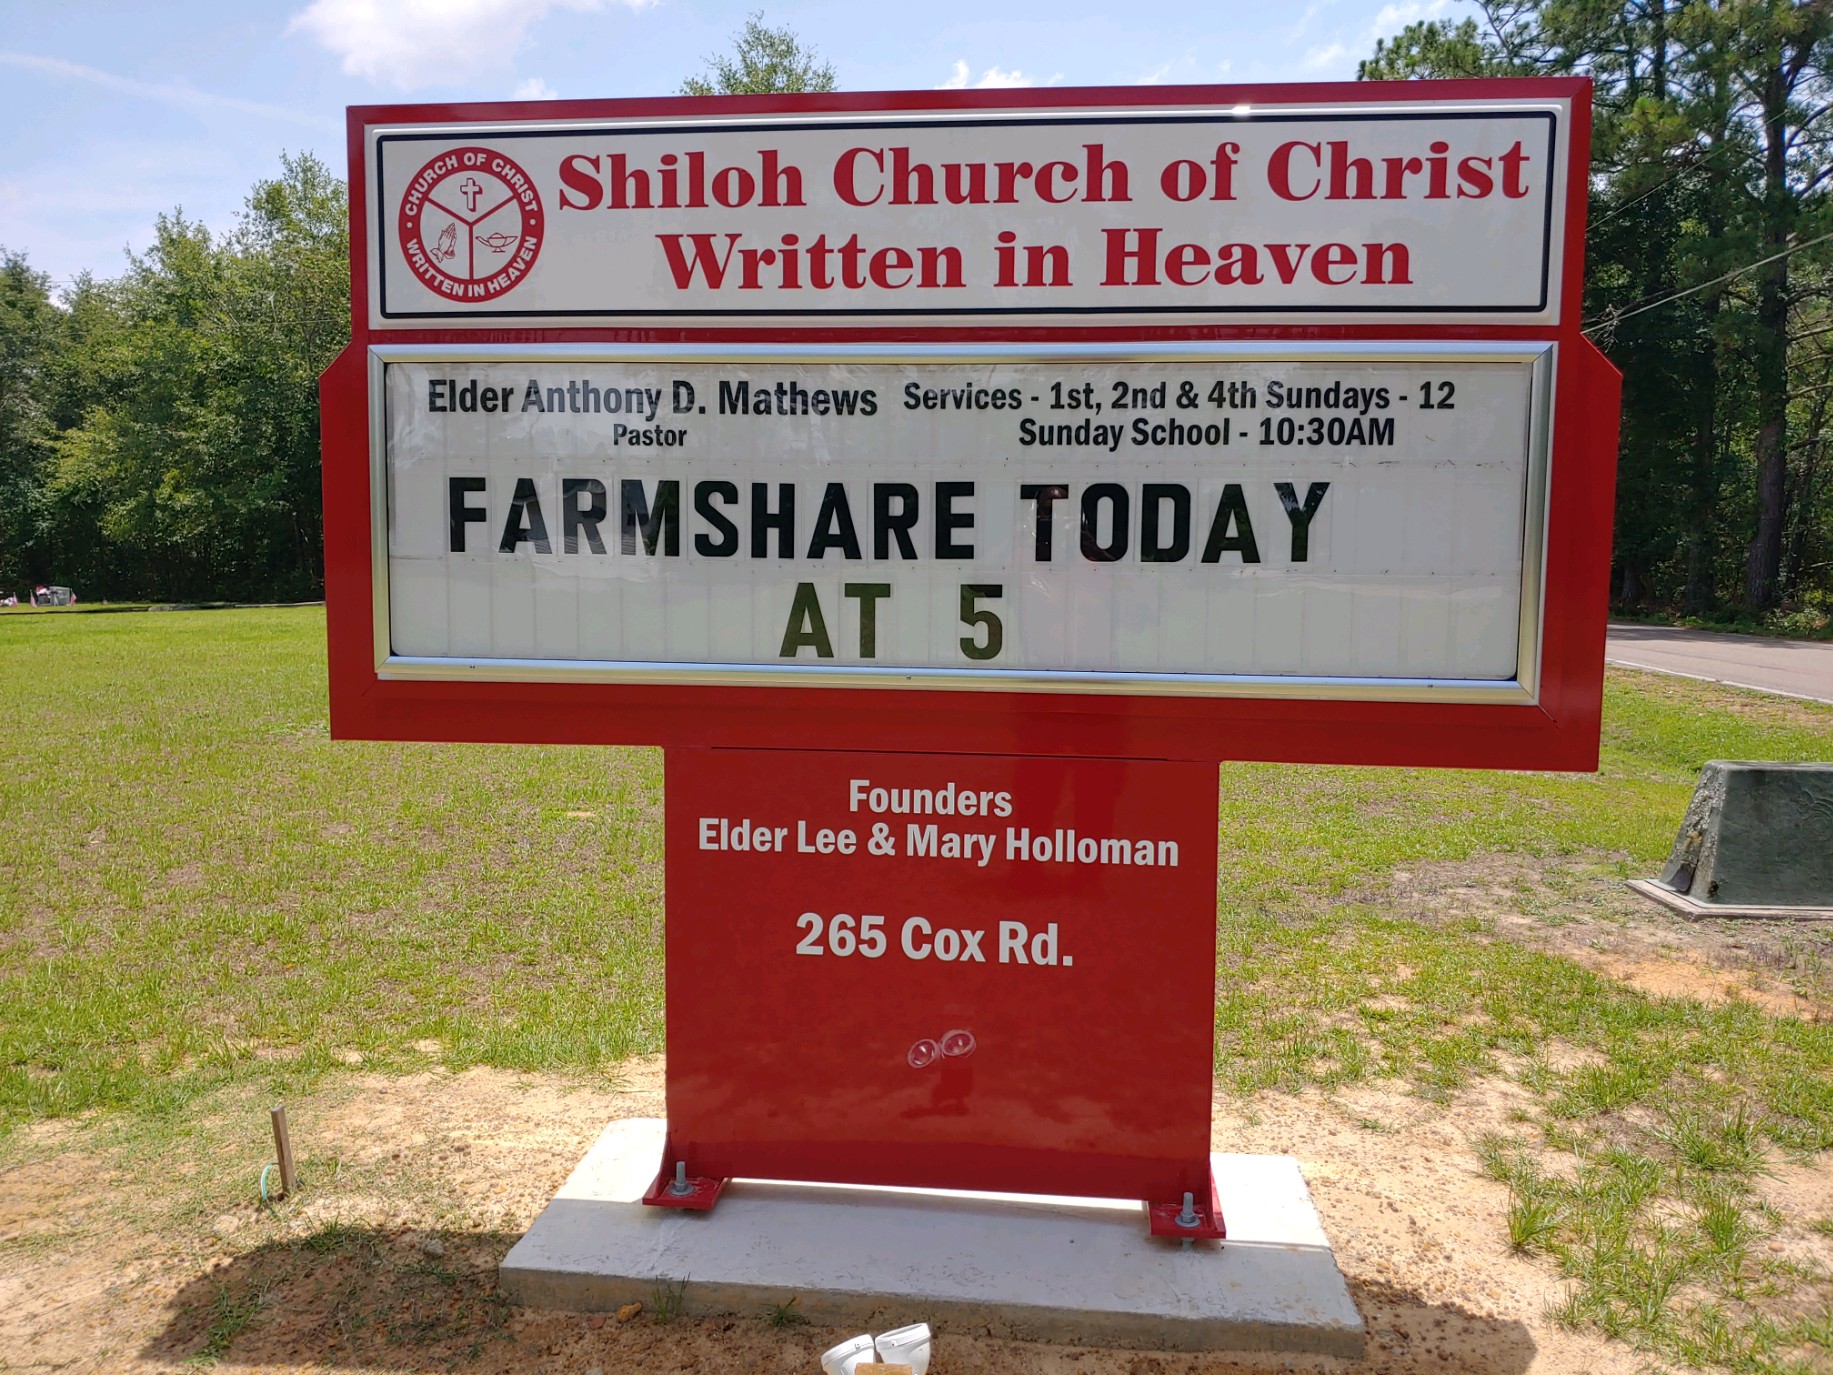 CHURCH OF CHRIST
WRITTEN IN HEAVEN
Shiloh Church of Christ
Written in Heaven
Elder Anthony D. Mathews
Pastor
Services - 1st, 2nd & 4th Sundays - 12
Sunday School - 10:30AM
FARMSHARE TODAY
AT 5
Founders
Elder Lee & Mary Holloman
265 Cox Rd.